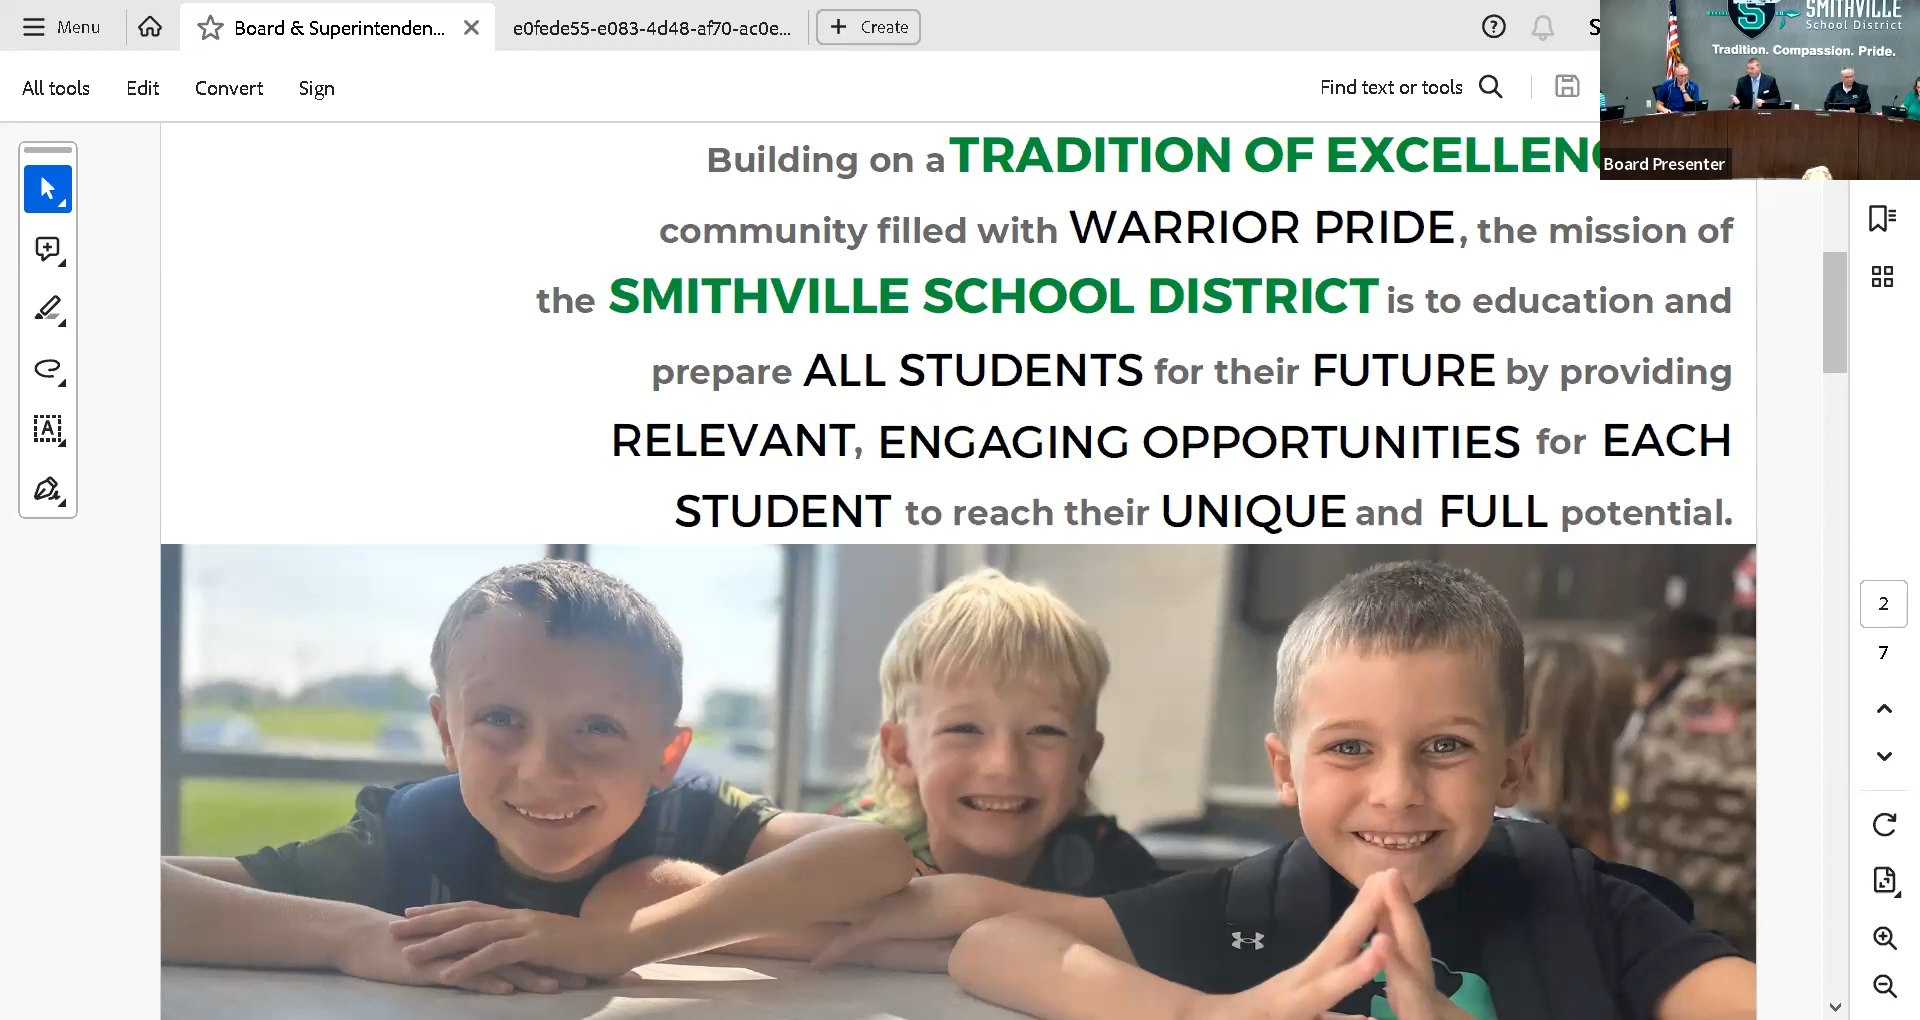 Menu
Board & Superintenden...
e0fede55-e083-4d48-af70-ac0e...
Create
SMITHVILLE
School District
Tradition. Compassion. Pride.
All tools
Edit
Convert
Sign
Find text or tools
Board Presenter
Building on a TRADITION OF EXCELLEN
community filled with WARRIOR PRIDE, the mission of
the SMITHVILLE SCHOOL DISTRICT is to education and
prepare ALL STUDENTS for their FUTURE by providing
RELEVANT, ENGAGING OPPORTUNITIES for EACH
STUDENT to reach their UNIQUE and FULL potential.
2
7